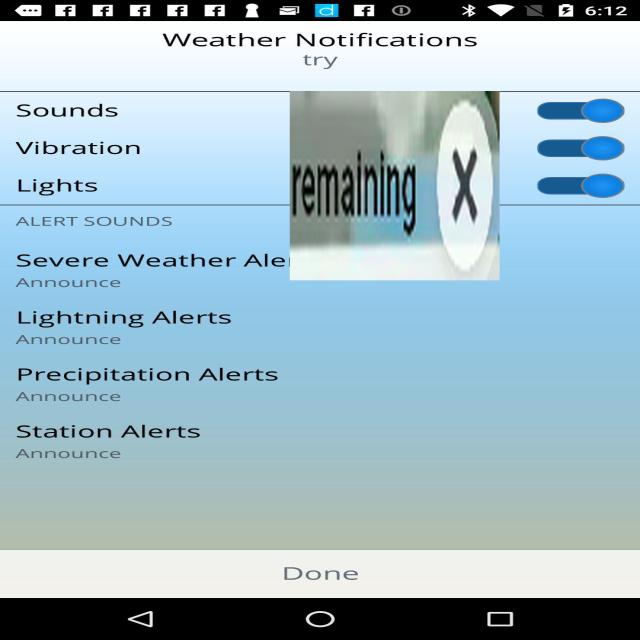 6:12
Weather Notifications
try
Sounds
Vibration
Lights
remaining X
ALERT SOUNDS
Severe Weather Ale
Announce
Lightning Alerts
Announce
Precipitation Alerts
Announce
Station Alerts
Announce
Done